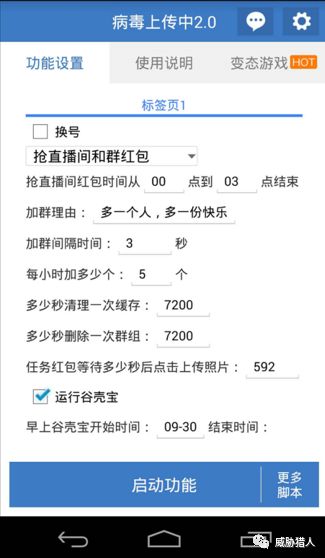 病毒上传中2.0
功能设置 使用说明 变态游戏 HOT
标签页1
换号
抢直播间和群红包
抢直播间红包时间从 00 点到 03 点结束
加群理由： 多一个人，多一份快乐
加群间隔时间： 3 秒
每小时加多少个： 5 个
多少秒清理一次缓存： 7200
多少秒删除一次群组： 7200
任务红包等待多少秒后点击上传照片： 592
运行谷壳宝
早上谷壳宝开始时间： 09-30 结束时间：
启动功能 更多
脚本
威胁猎人